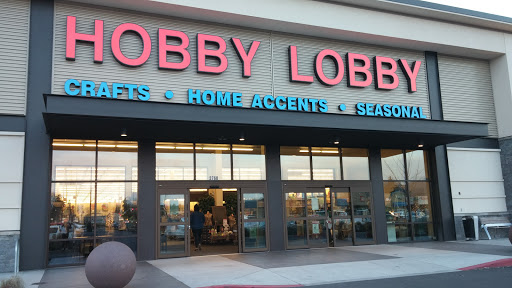 HOBBY LOBBY
CRAFTS • HOME ACCENTS • SEASONAL